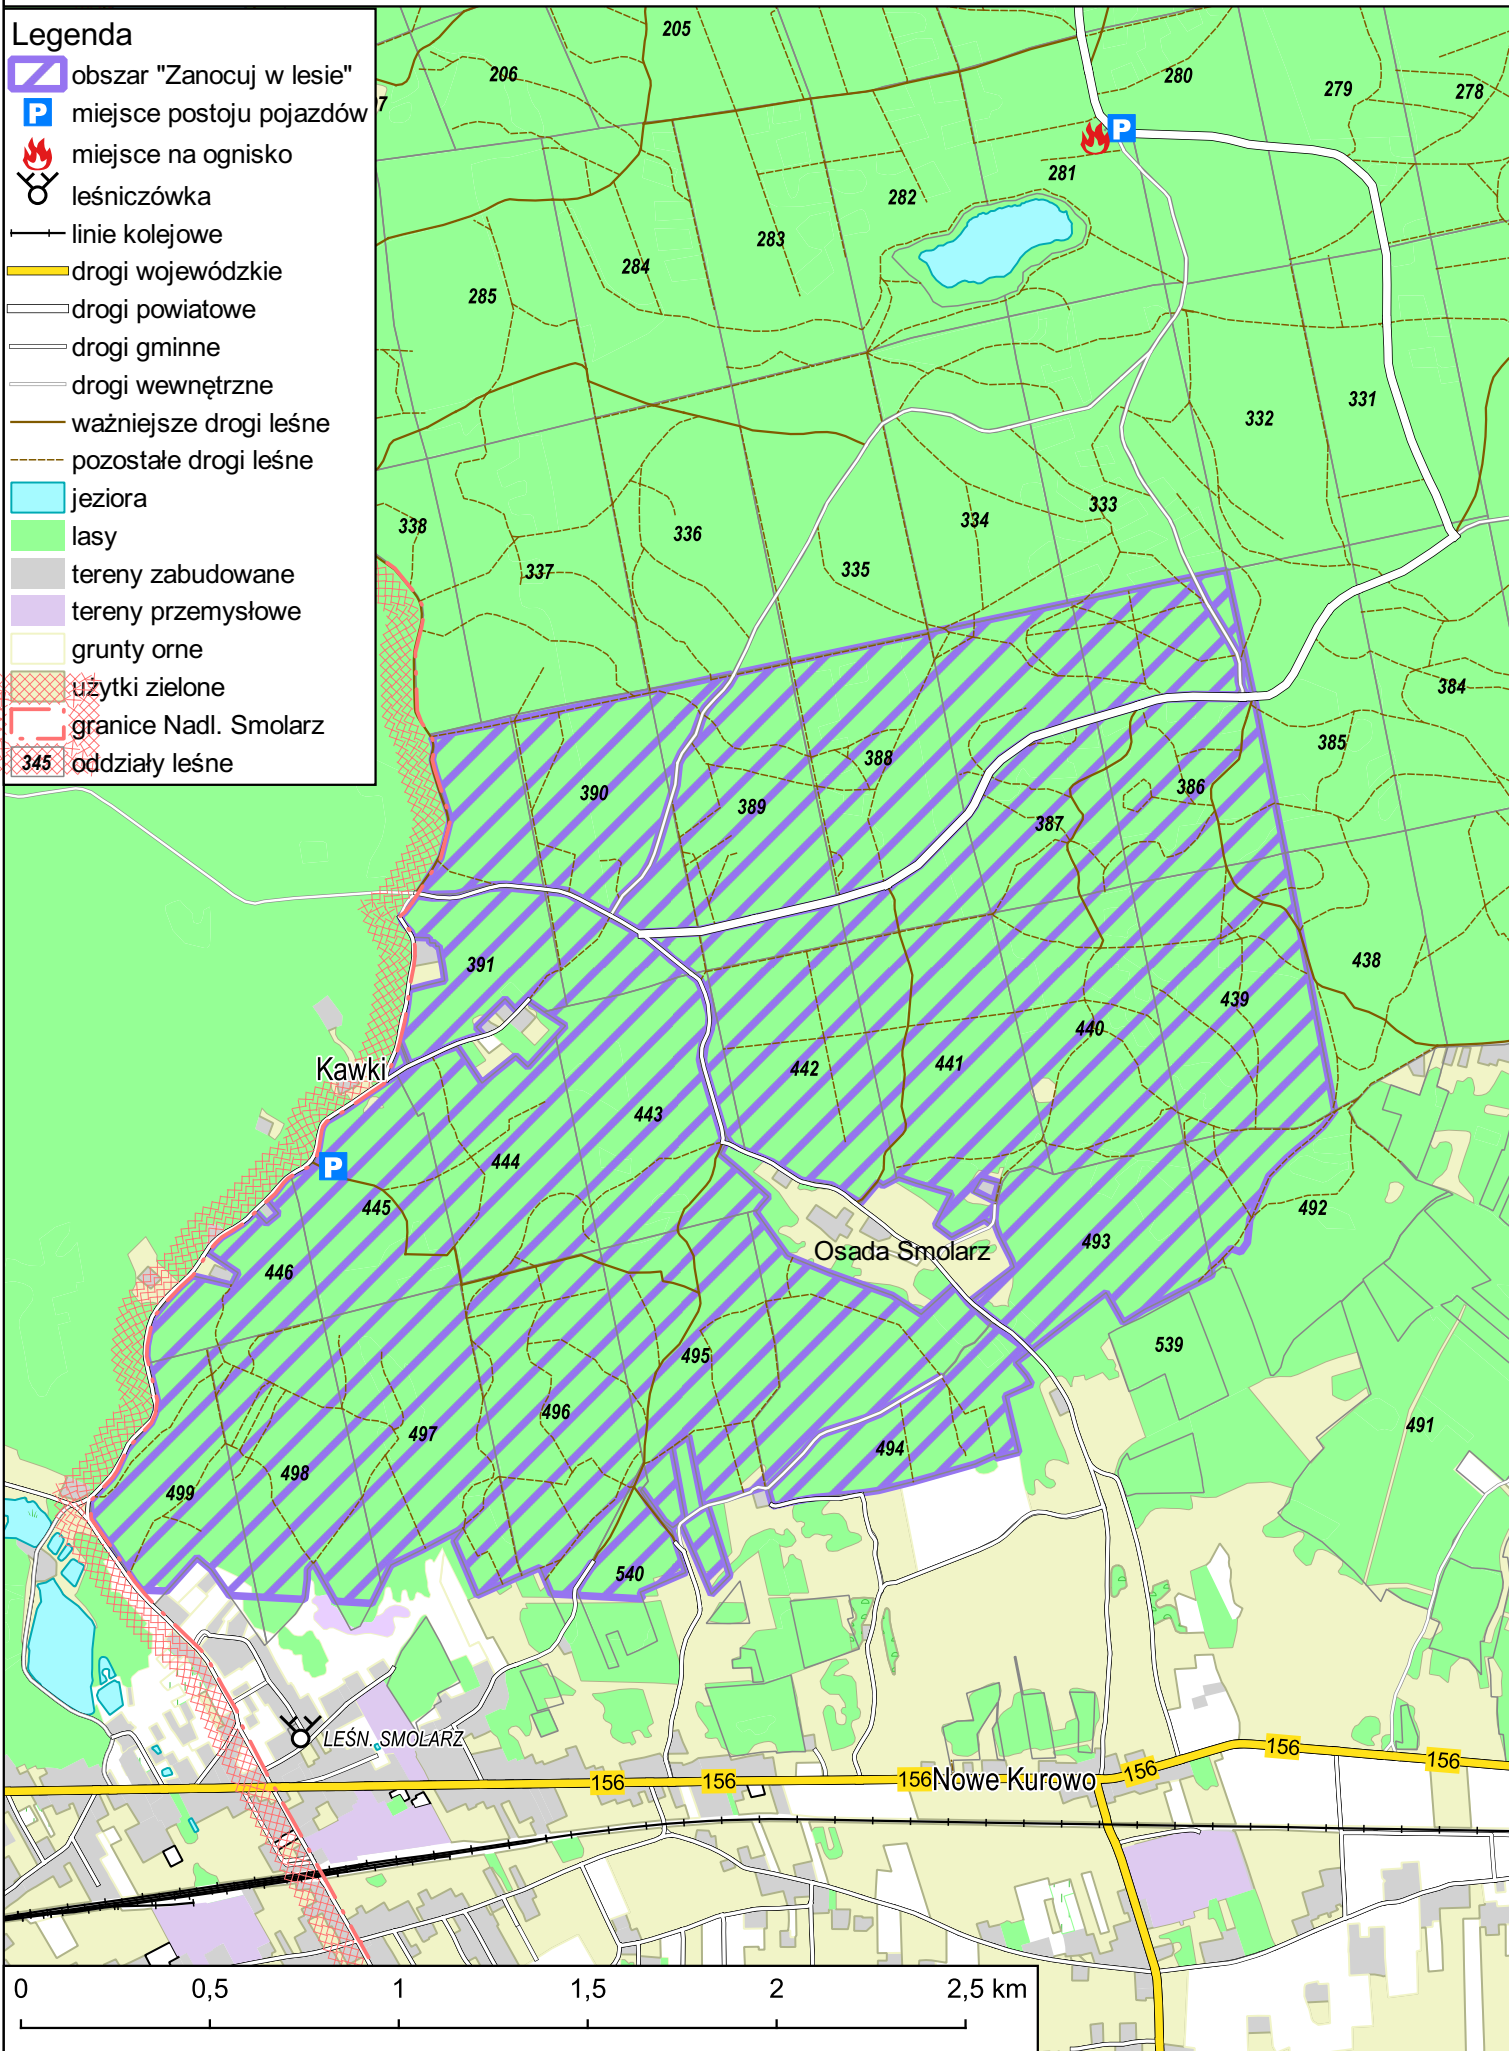 Legenda
obszar "Zanocuj w lesie"
miejsce postoju pojazdów
miejsce na ognisko
leśniczówka
linie kolejowe
drogi wojewódzkie
drogi powiatowe
drogi gminne
drogi wewnętrzne
ważniejsze drogi leśne
pozostałe drogi leśne
jeziora
lasy
tereny zabudowane
tereny przemysłowe
grunty orne
użytki zielone
granice Nadl. Smolarz
345 oddziały leśne
205
206
280
279
278
7
P
P
281
282
283
284
285
331
332
333
334
335
336
337
338
384
385
386
387
388
389
390
391
438
439
440
441
442
443
Kawki
444
P
445
446
Osada Smolarz
492
493
539
491
494
495
496
497
498
499
540
LEŚN. SMOLARZ
156
156
156
Nowe Kurowo
156
156
156
0
0,5
1
1,5
2
2,5 km